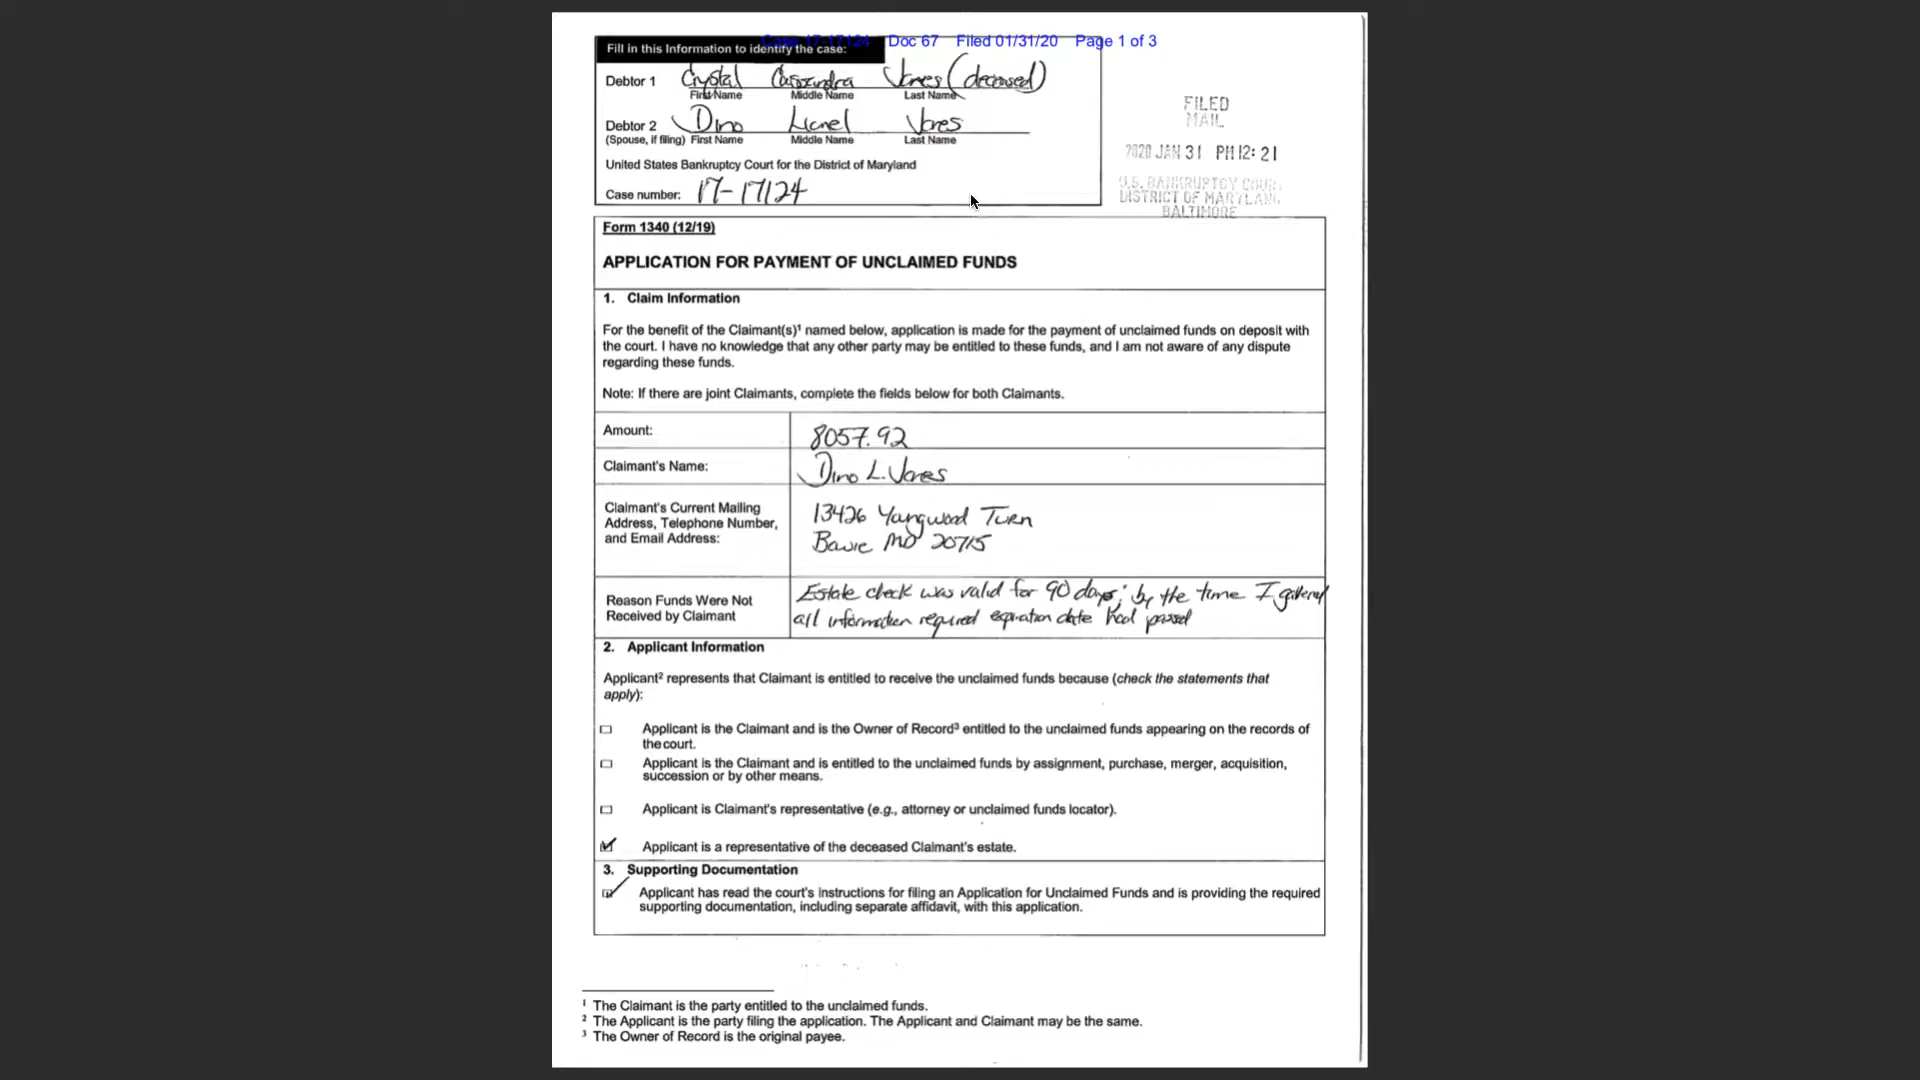 Case 17-17124 Doc 67 Filed 01/31/20 Page 1 of 3
Fill in this Information to identify the case:
Debtor 1 Crystal Cassandra Jones (deceased)
First Name Middle Name Last Name
Debtor 2 Dino Lionel Jones
(Spouse, if filing) First Name Middle Name Last Name
United States Bankruptcy Court for the District of Maryland
Case number: 17-17124
FILED
MAIL
2020 JAN 31 PM 12: 21
U.S. BANKRUPTCY COURT
DISTRICT OF MARYLAND
BALTIMORE
Form 1340 (12/19)
APPLICATION FOR PAYMENT OF UNCLAIMED FUNDS
1. Claim Information
For the benefit of the Claimant(s)¹ named below, application is made for the payment of unclaimed funds on deposit with
the court. I have no knowledge that any other party may be entitled to these funds, and I am not aware of any dispute
regarding these funds.
Note: If there are joint Claimants, complete the fields below for both Claimants.
Amount: 8057.92
Claimant's Name: Dino L. Jones
Claimant's Current Mailing
Address, Telephone Number,
and Email Address:
13426 Yarngwood Turn
Bowie MD 20715
Reason Funds Were Not
Received by Claimant
Estate check was valid for 90 days; by the time I gathered
all information required expiration date had passed
2. Applicant Information
Applicant² represents that Claimant is entitled to receive the unclaimed funds because (check the statements that
apply):
Applicant is the Claimant and is the Owner of Record³ entitled to the unclaimed funds appearing on the records of
the court.
Applicant is the Claimant and is entitled to the unclaimed funds by assignment, purchase, merger, acquisition,
succession or by other means.
Applicant is Claimant's representative (e.g., attorney or unclaimed funds locator).
Applicant is a representative of the deceased Claimant's estate.
3. Supporting Documentation
Applicant has read the court's instructions for filing an Application for Unclaimed Funds and is providing the required
supporting documentation, including separate affidavit, with this application.
¹ The Claimant is the party entitled to the unclaimed funds.
² The Applicant is the party filing the application. The Applicant and Claimant may be the same.
³ The Owner of Record is the original payee.